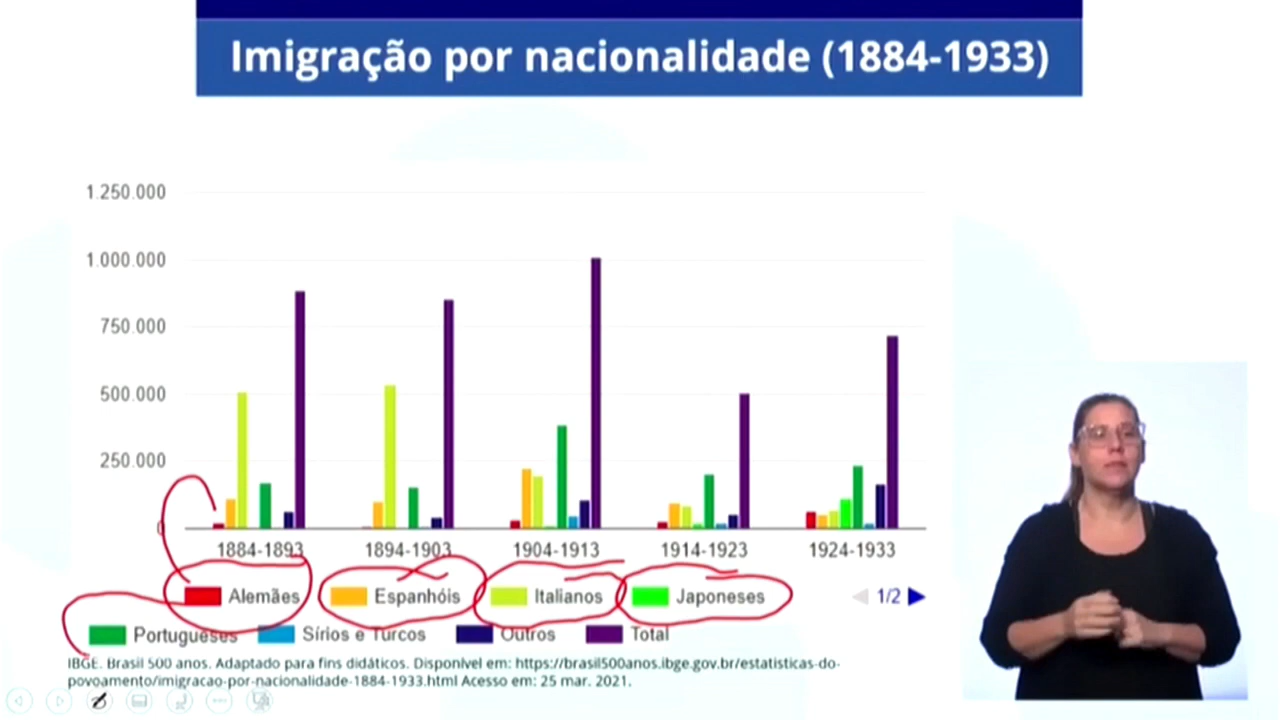 Imigração por nacionalidade (1884-1933)
1.250.000
1.000.000
750.000
500.000
250.000
0
1884-1893 1894-1903 1904-1913 1914-1923 1924-1933
Alemães Espanhóis Italianos Japoneses 1/2
Portugueses Sírios e Turcos Outros Total
IBGE. Brasil 500 anos. Adaptado para fins didáticos. Disponível em: https://brasil500anos.ibge.gov.br/estatisticas-do-
povoamento/imigracao-por-nacionalidade-1884-1933.html Acesso em: 25 mar. 2021.